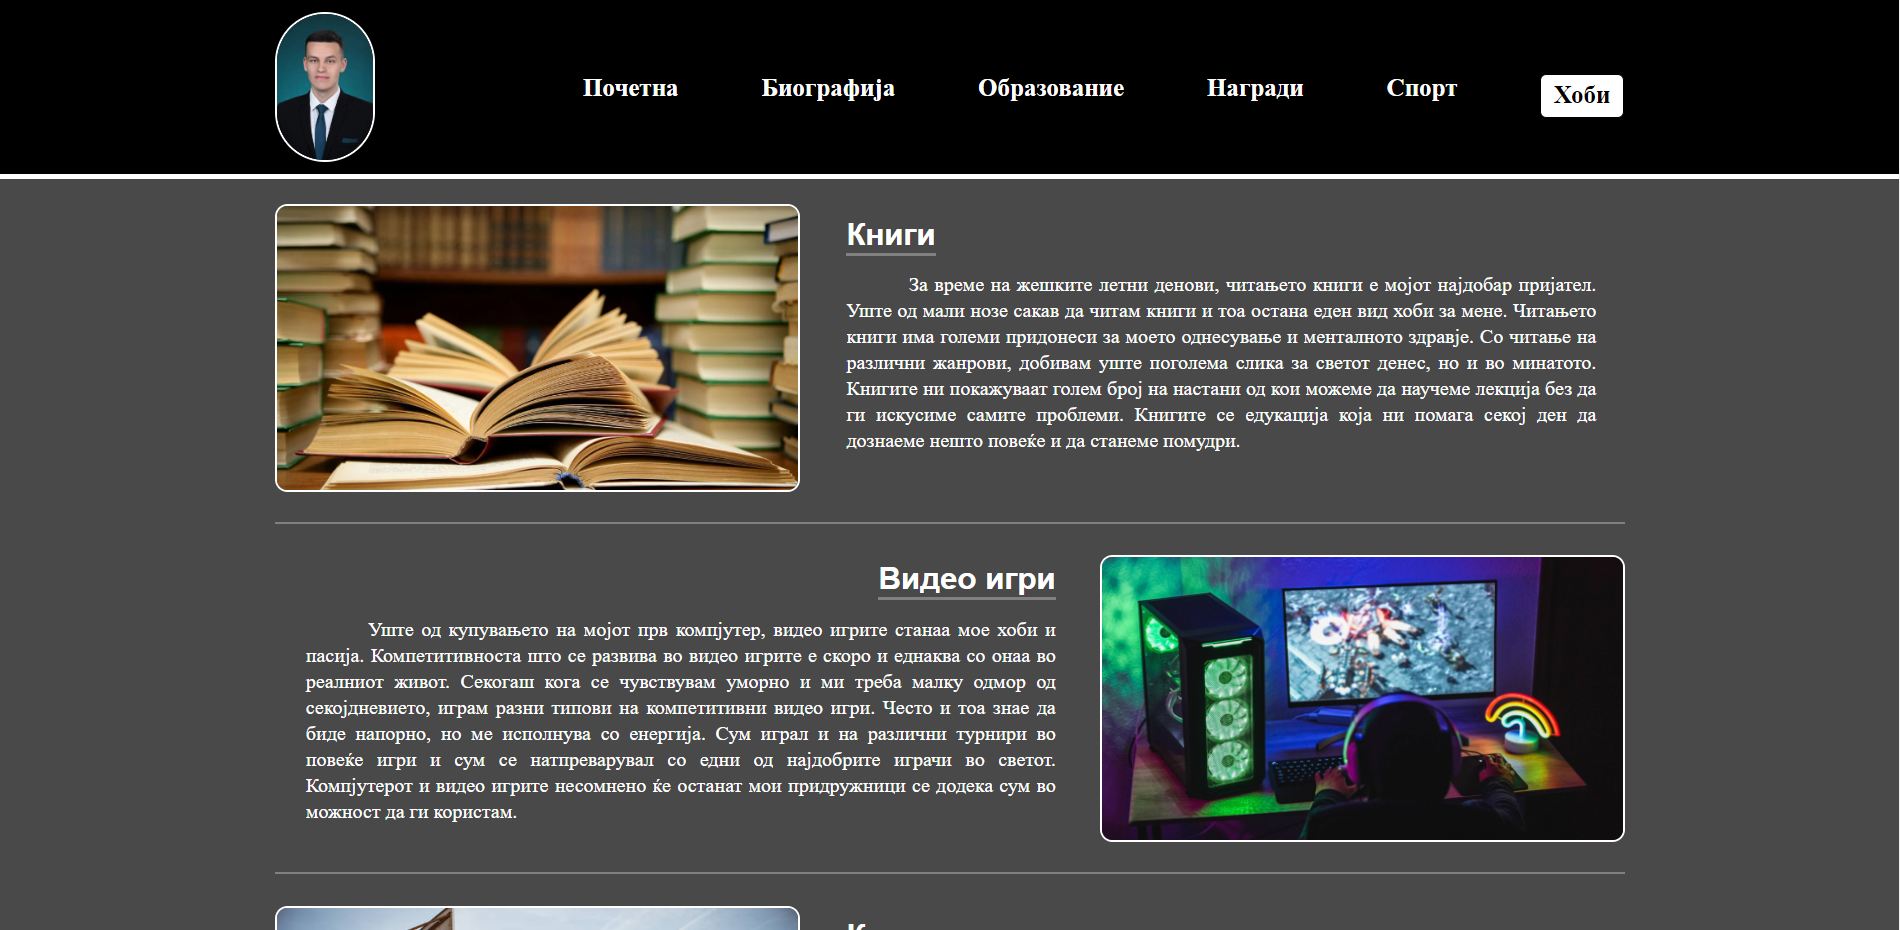 Почетна Биографија Образование Награди Спорт Хоби
Книги
За време на жешките летни денови, читањето книги е мојот најдобар пријател.
Уште од мали нозе сакав да читам книги и тоа остана еден вид хоби за мене. Читањето
книги има големи придонеси за моето однесување и менталното здравје. Со читање на
различни жанрови, добивам уште поголема слика за светот денес, но и во минатото.
Книгите ни покажуваат голем број на настани од кои можеме да научеме лекција без да
ги искусиме самите проблеми. Книгите се едукација која ни помага секој ден да
дознаеме нешто повеќе и да станеме помудри.
Видео игри
Уште од купувањето на мојот прв компјутер, видео игрите станаа мое хоби и
пасија. Компетитивноста што се развива во видео игрите е скоро и еднаква со онаа во
реалниот живот. Секогаш кога се чувствувам уморно и ми треба малку одмор од
секојдневието, играм разни типови на компетитивни видео игри. Често и тоа знае да
биде напорно, но ме исполнува со енергија. Сум играл и на различни турнири во
повеќе игри и сум се натпреварувал со едни од најдобрите играчи во светот.
Компјутерот и видео игрите несомнено ќе останат мои придружници се додека сум во
можност да ги користам.